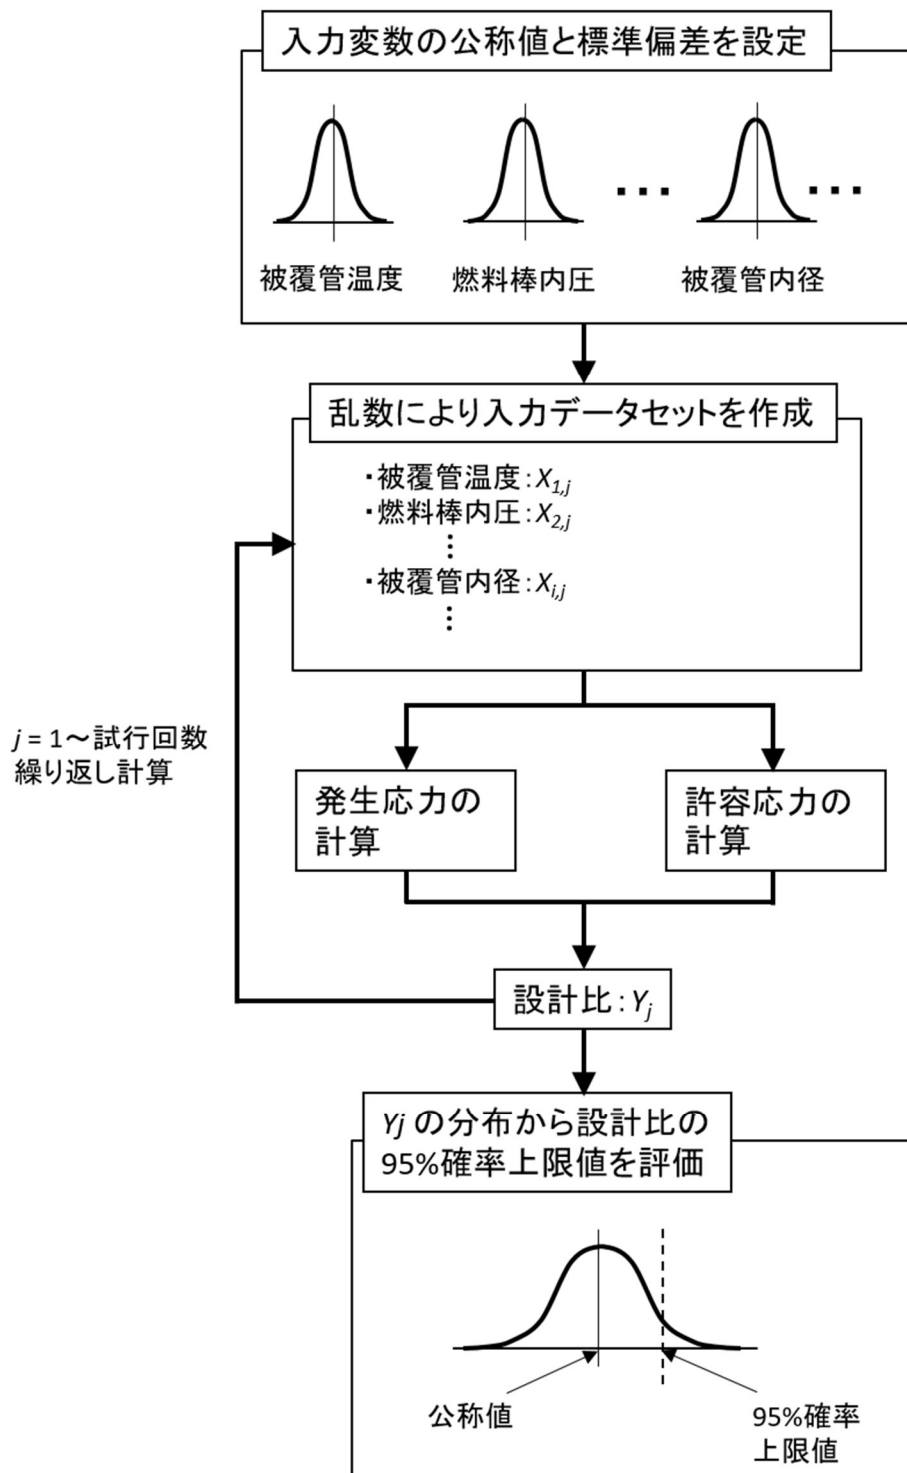 入力変数の公称値と標準偏差を設定
・・・
・・・
被覆管温度
燃料棒内圧
被覆管内径
乱数により入力データセットを作成
・被覆管温度：X1,j
・燃料棒内圧：X2,j
⋮
・被覆管内径：Xi,j
⋮
j = 1～試行回数
繰り返し計算
発生応力の
計算
許容応力の
計算
設計比：Yj
Yj の分布から設計比の
95%確率上限値を評価
公称値
95%確率
上限値